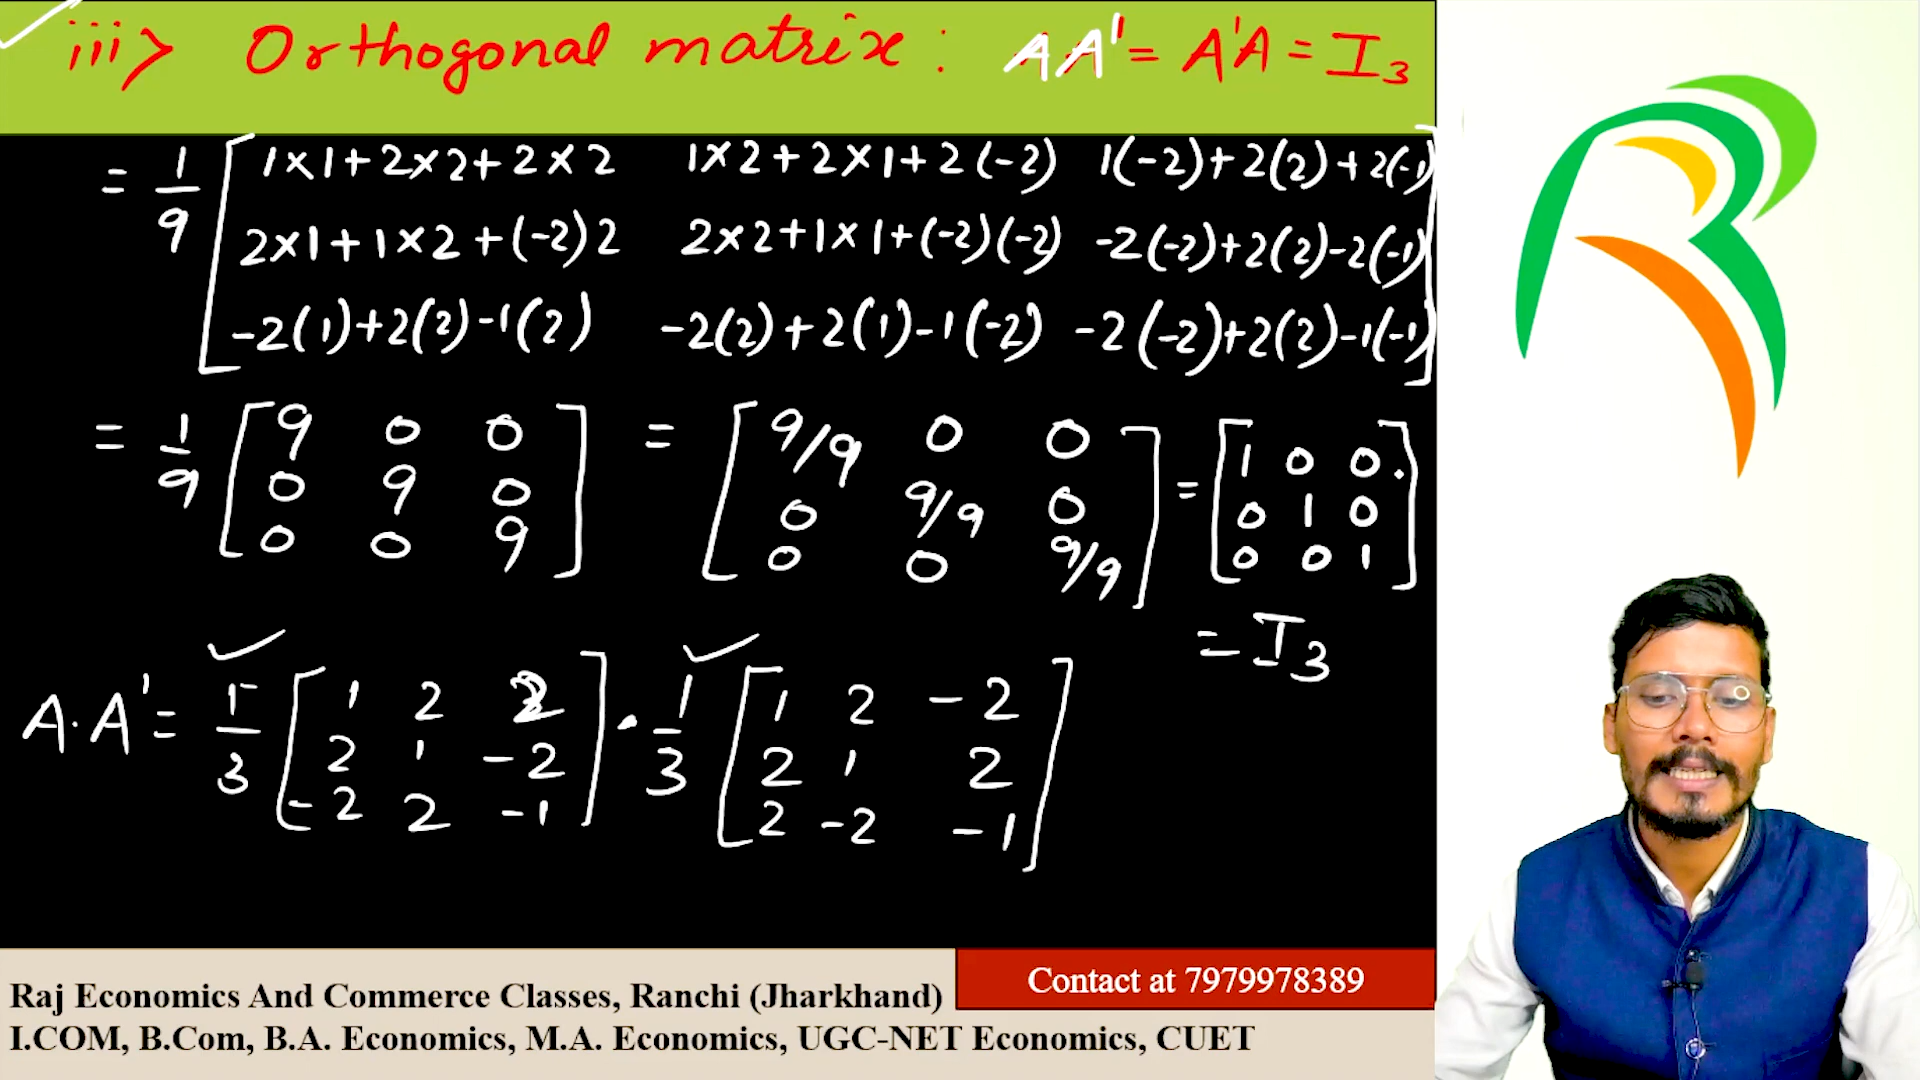 iii> Orthogonal matrix : AA' = A'A = I₃
= 1/9 [ 1×1+2×2+2×2 1×2+2×1+2(-2) 1(-2)+2(2)+2(-1)
2×1+1×2+(-2)2 2×2+1×1+(-2)(-2) -2(-2)+2(2)-2(-1)
-2(1)+2(2)-1(2) -2(2)+2(1)-1(-2) -2(-2)+2(2)-1(-1) ]
= 1/9 [ 9 0 0 = [ 9/9 0 0 = [ 1 0 0
0 9 0 0 9/9 0 0 1 0
0 0 9 ] 0 0 9/9 ] 0 0 1 ]
= I₃
A·A' = 1/3 [ 1 2 2 · 1/3 [ 1 2 -2
2 1 -2 2 1 2
-2 2 -1 ] 2 -2 -1 ]
Contact at 7979978389
Raj Economics And Commerce Classes, Ranchi (Jharkhand)
I.COM, B.Com, B.A. Economics, M.A. Economics, UGC-NET Economics, CUET